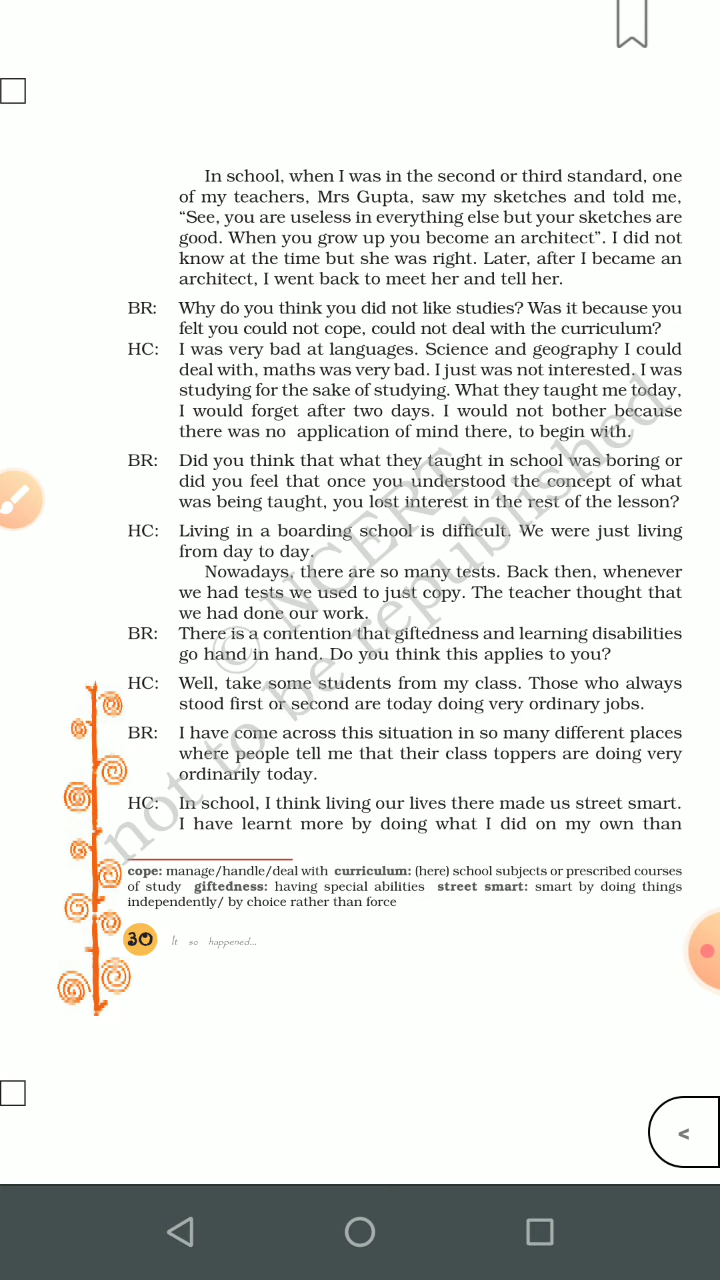 In school, when I was in the second or third standard, one
of my teachers, Mrs Gupta, saw my sketches and told me,
“See, you are useless in everything else but your sketches are
good. When you grow up you become an architect”. I did not
know at the time but she was right. Later, after I became an
architect, I went back to meet her and tell her.
BR: Why do you think you did not like studies? Was it because you
felt you could not cope, could not deal with the curriculum?
HC: I was very bad at languages. Science and geography I could
deal with, maths was very bad. I just was not interested. I was
studying for the sake of studying. What they taught me today,
I would forget after two days. I would not bother because
there was no application of mind there, to begin with.
BR: Did you think that what they taught in school was boring or
did you feel that once you understood the concept of what
was being taught, you lost interest in the rest of the lesson?
HC: Living in a boarding school is difficult. We were just living
from day to day.
Nowadays, there are so many tests. Back then, whenever
we had tests we used to just copy. The teacher thought that
we had done our work.
BR: There is a contention that giftedness and learning disabilities
go hand in hand. Do you think this applies to you?
HC: Well, take some students from my class. Those who always
stood first or second are today doing very ordinary jobs.
BR: I have come across this situation in so many different places
where people tell me that their class toppers are doing very
ordinarily today.
HC: In school, I think living our lives there made us street smart.
I have learnt more by doing what I did on my own than
cope: manage/handle/deal with curriculum: (here) school subjects or prescribed courses
of study giftedness: having special abilities street smart: smart by doing things
independently/ by choice rather than force
30 It so happened...
© NCERT
not to be republished
<